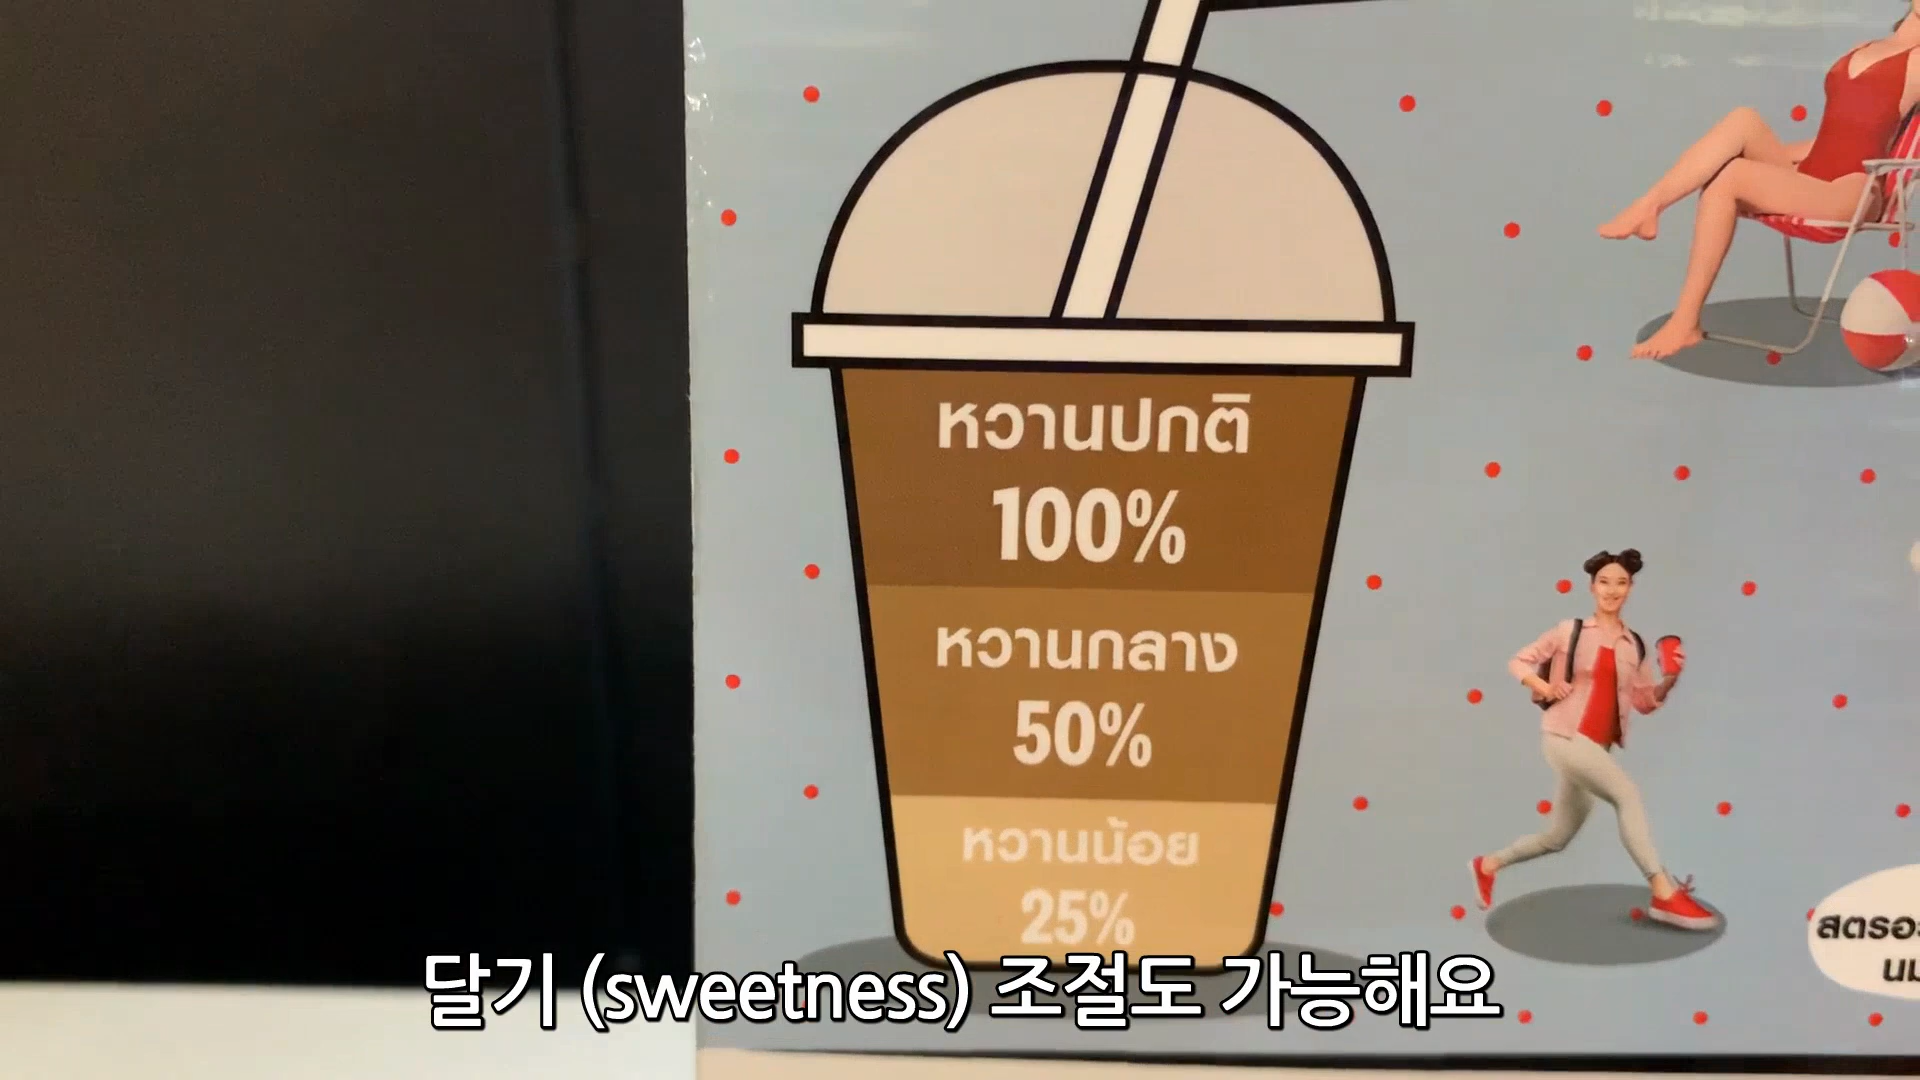 หวานปกติ
100%
หวานกลาง
50%
หวานน้อย
25%
달기 (sweetness) 조절도 가능해요